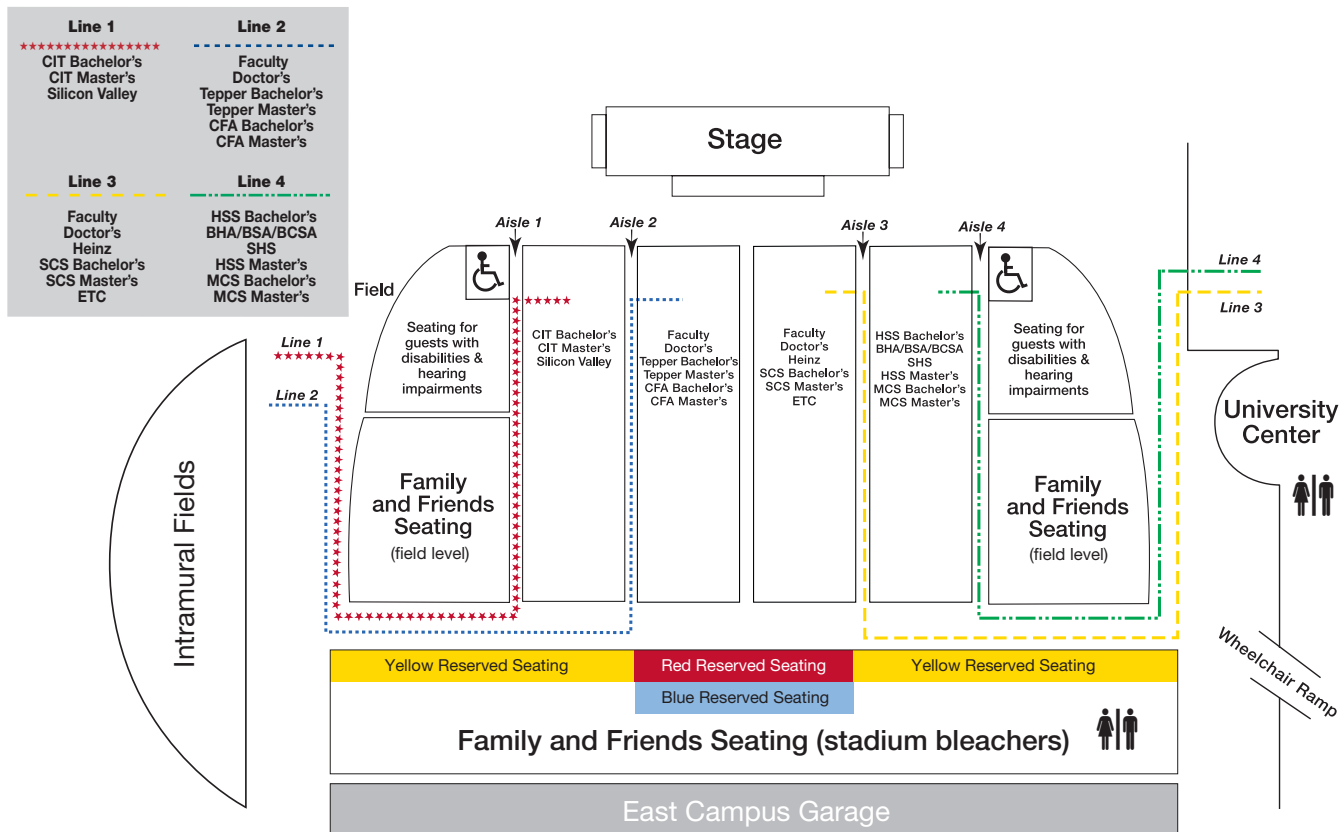 Line 1
CIT Bachelor's
CIT Master's
Silicon Valley
Line 2
Faculty
Doctor's
Tepper Bachelor's
Tepper Master's
CFA Bachelor's
CFA Master's
Line 3
Faculty
Doctor's
Heinz
SCS Bachelor's
SCS Master's
ETC
Line 4
HSS Bachelor's
BHA/BSA/BCSA
SHS
HSS Master's
MCS Bachelor's
MCS Master's
Stage
Aisle 1
Aisle 2
Aisle 3
Aisle 4
Field
Line 1
Line 2
Line 4
Line 3
Seating for
guests with
disabilities &
hearing
impairments
CIT Bachelor's
CIT Master's
Silicon Valley
Faculty
Doctor's
Tepper Bachelor's
Tepper Master's
CFA Bachelor's
CFA Master's
Faculty
Doctor's
Heinz
SCS Bachelor's
SCS Master's
ETC
HSS Bachelor's
BHA/BSA/BCSA
SHS
HSS Master's
MCS Bachelor's
MCS Master's
Seating for
guests with
disabilities &
hearing
impairments
University
Center
Intramural Fields
Family
and Friends
Seating
(field level)
Family
and Friends
Seating
(field level)
Wheelchair Ramp
Yellow Reserved Seating
Red Reserved Seating
Yellow Reserved Seating
Blue Reserved Seating
Family and Friends Seating (stadium bleachers)
East Campus Garage